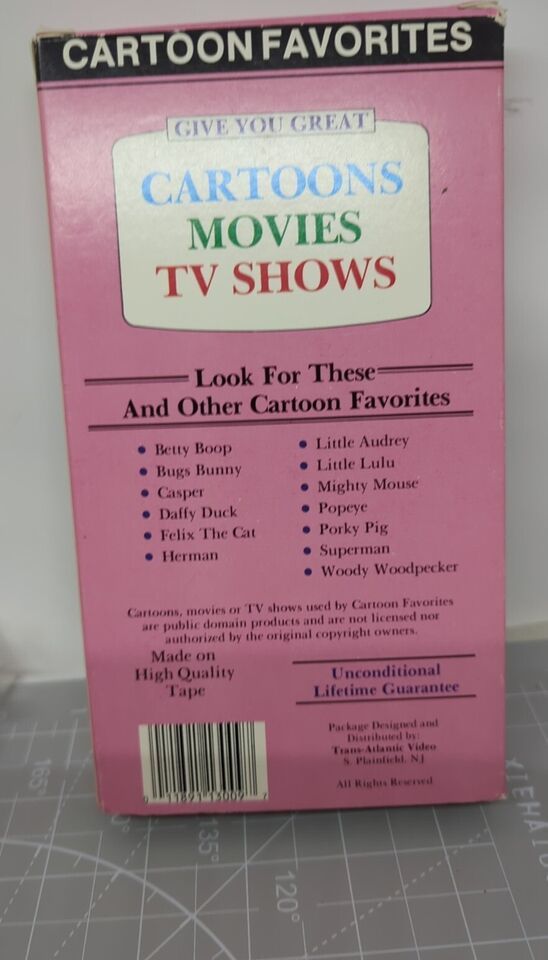 CARTOON FAVORITES
GIVE YOU GREAT
CARTOONS
MOVIES
TV SHOWS
Look For These
And Other Cartoon Favorites
• Betty Boop
• Bugs Bunny
• Casper
• Daffy Duck
• Felix The Cat
• Herman
• Little Audrey
• Little Lulu
• Mighty Mouse
• Popeye
• Porky Pig
• Superman
• Woody Woodpecker
Cartoons, movies or TV shows used by Cartoon Favorites
are public domain products and are not licensed nor
authorized by the original copyright owners.
Made on
High Quality
Tape
Unconditional
Lifetime Guarantee
Package Designed and
Distributed by:
Trans-Atlantic Video
S. Plainfield, NJ
All Rights Reserved
165°
135°
120°